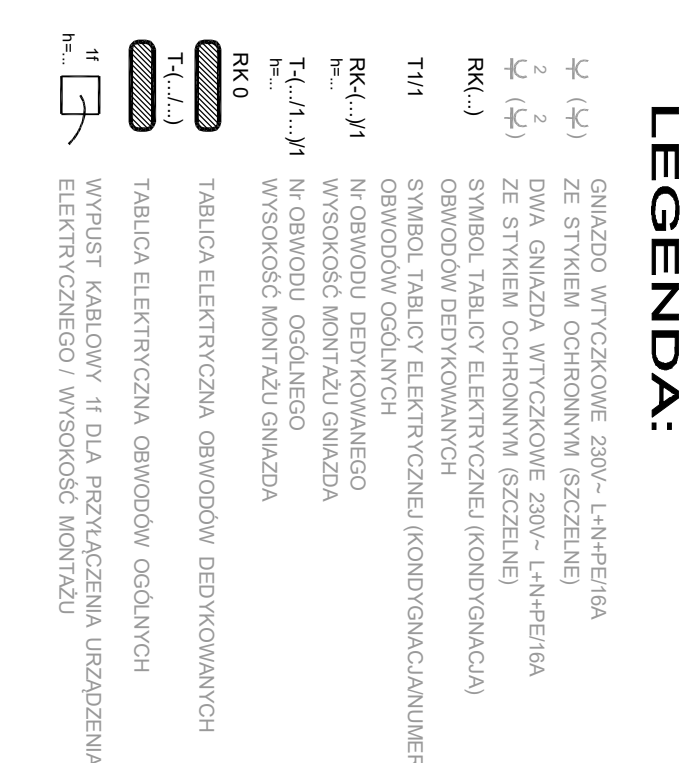 LEGENDA:
GNIAZDO WTYCZKOWE 230V~ L+N+PE/16A
( )
ZE STYKIEM OCHRONNYM (SZCZELNE)
2 2
DWA GNIAZDA WTYCZKOWE 230V~ L+N+PE/16A
( )
ZE STYKIEM OCHRONNYM (SZCZELNE)
RK(...)
SYMBOL TABLICY ELEKTRYCZNEJ (KONDYGNACJA)
OBWODÓW DEDYKOWANYCH
T1/1
SYMBOL TABLICY ELEKTRYCZNEJ (KONDYGNACJA/NUMER
OBWODÓW OGÓLNYCH
RK-(...)/1
h=...
Nr OBWODU DEDYKOWANEGO
WYSOKOŚĆ MONTAŻU GNIAZDA
T-(.../1...)/1
h=...
Nr OBWODU OGÓLNEGO
WYSOKOŚĆ MONTAŻU GNIAZDA
RK 0
TABLICA ELEKTRYCZNA OBWODÓW DEDYKOWANYCH
T-(.../...)
TABLICA ELEKTRYCZNA OBWODÓW OGÓLNYCH
1f
h=...
WYPUST KABLOWY 1f DLA PRZYŁĄCZENIA URZĄDZENIA
ELEKTRYCZNEGO / WYSOKOŚĆ MONTAŻU